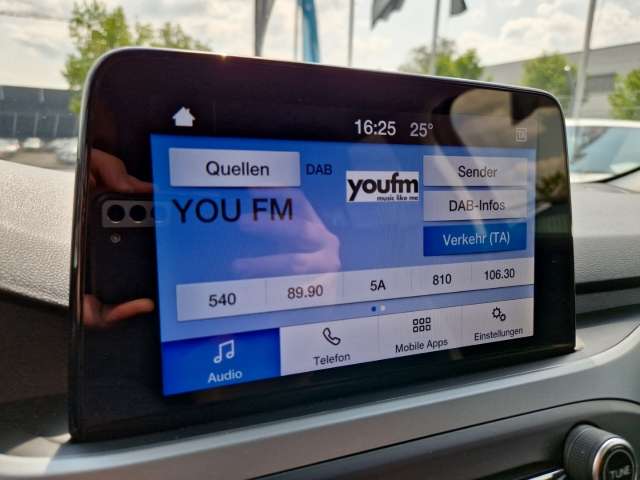 16:25 25° TA
Quellen DAB youfm Sender
music like me
YOU FM DAB-Infos
Verkehr (TA)
540 89.90 5A 810 106.30
Audio Telefon Mobile Apps Einstellungen
TUNE